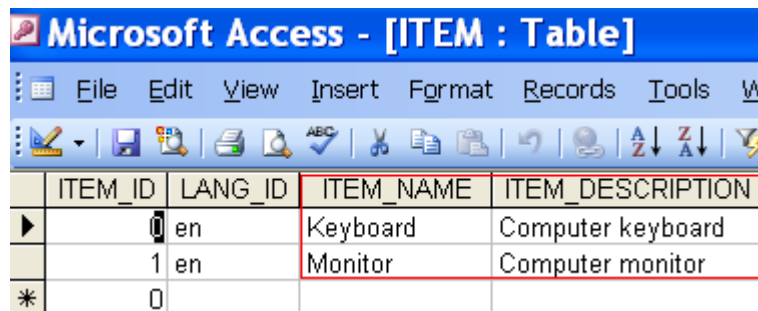 Microsoft Access - [ITEM : Table]
File Edit View Insert Format Records Tools W
ABC A Z Z A
ITEM_ID LANG_ID ITEM_NAME ITEM_DESCRIPTION
0 en Keyboard Computer keyboard
1 en Monitor Computer monitor
0